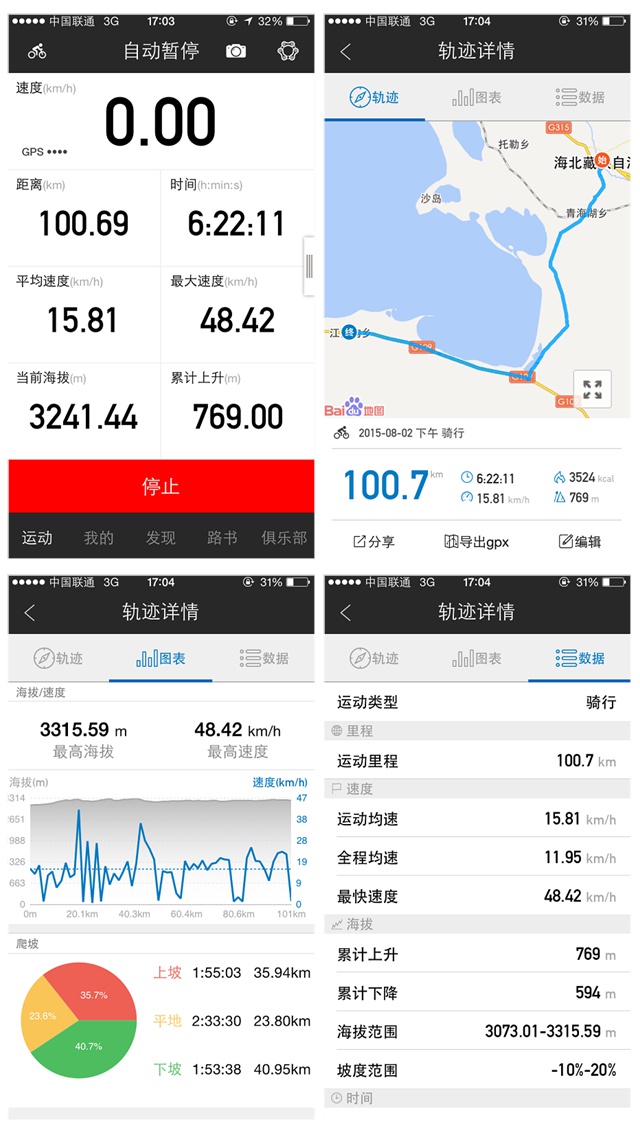 中国联通 3G 17:03 32%
自动暂停
速度(km/h)
0.00
GPS
距离(km) 时间(h:min:s)
100.69 6:22:11
平均速度(km/h) 最大速度(km/h)
15.81 48.42
当前海拔(m) 累计上升(m)
3241.44 769.00
停止
运动 我的 发现 路书 俱乐部
中国联通 3G 17:04 31%
轨迹详情
轨迹 图表 数据
G315
托勒乡
始
海北藏 自治
沙岛
青海湖乡
江 终 乡
G109
G109
G10
Bai du 地图
2015-08-02 下午 骑行
100.7 km
6:22:11 3524 kcal
15.81 km/h 769 m
分享 导出gpx 编辑
中国联通 3G 17:04 31%
轨迹详情
轨迹 图表 数据
海拔/速度
3315.59 m 48.42 km/h
最高海拔 最高速度
海拔(m) 速度(km/h)
3314 47
2651 38
1988 28
1326 19
663 9
0 0
0m 20.1km 40.3km 60.4km 80.6km 101km
爬坡
35.7%
23.6%
40.7%
上坡 1:55:03 35.94km
平地 2:33:30 23.80km
下坡 1:53:38 40.95km
中国联通 3G 17:04 31%
轨迹详情
轨迹 图表 数据
运动类型 骑行
里程
运动里程 100.7 km
速度
运动均速 15.81 km/h
全程均速 11.95 km/h
最快速度 48.42 km/h
海拔
累计上升 769 m
累计下降 594 m
海拔范围 3073.01-3315.59 m
坡度范围 -10%-20%
时间